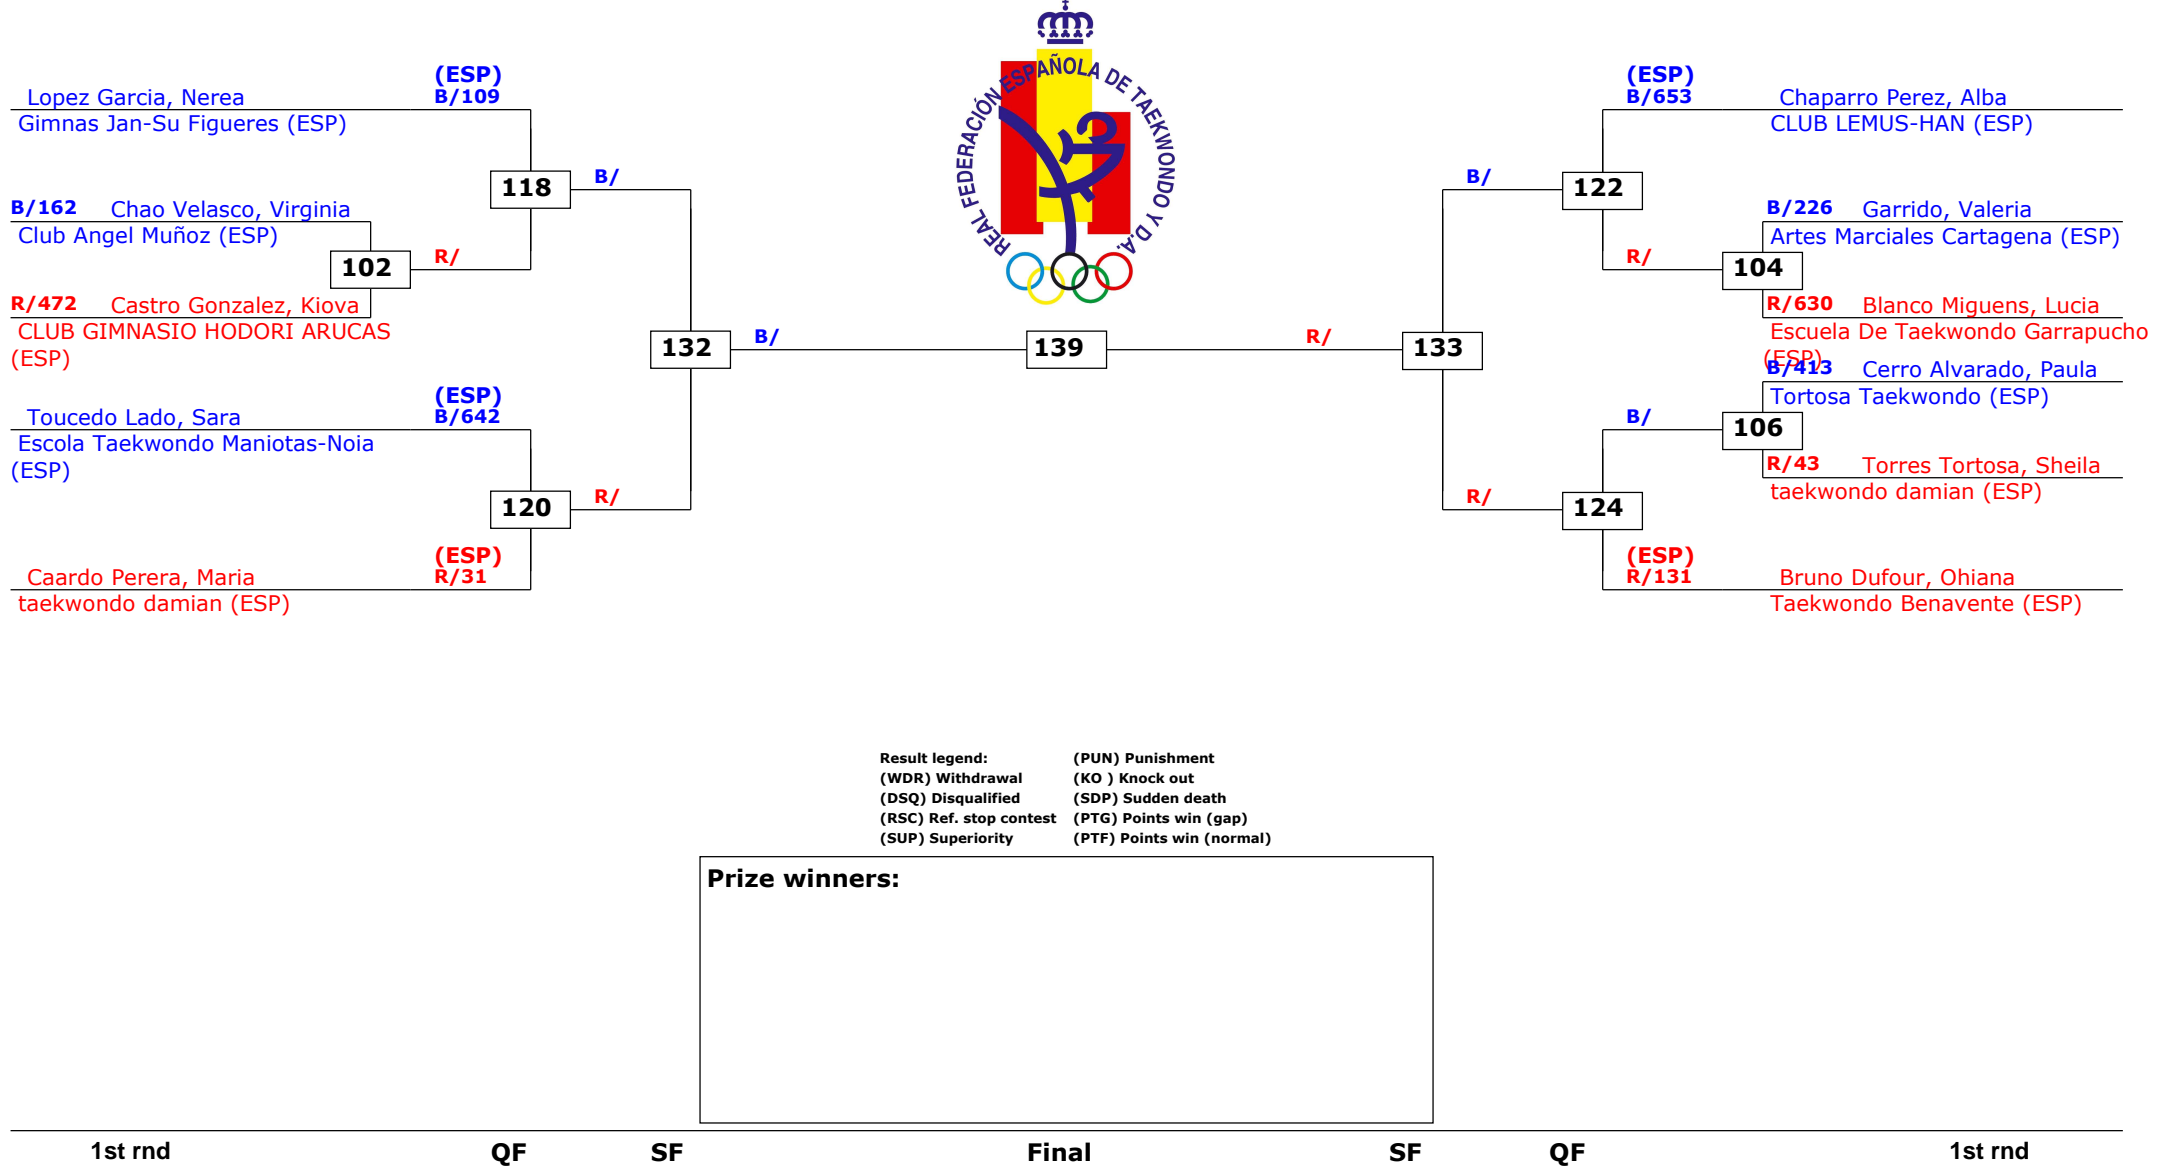 REAL FEDERACIÓN ESPAÑOLA DE TAEKWONDO Y D.A.
(ESP)
Lopez Garcia, Nerea B/109
Gimnas Jan-Su Figueres (ESP)
118
B/
B/162 Chao Velasco, Virginia
Club Angel Muñoz (ESP)
102
R/
R/472 Castro Gonzalez, Kiova
CLUB GIMNASIO HODORI ARUCAS
(ESP)
132
B/
(ESP)
Toucedo Lado, Sara B/642
Escola Taekwondo Maniotas-Noia
(ESP)
120
R/
(ESP)
Caardo Perera, Maria R/31
taekwondo damian (ESP)
139
(ESP)
B/653 Chaparro Perez, Alba
CLUB LEMUS-HAN (ESP)
B/
122
B/226 Garrido, Valeria
Artes Marciales Cartagena (ESP)
R/
104
R/630 Blanco Miguens, Lucia
Escuela De Taekwondo Garrapucho
(ESP)
R/
133
B/413 Cerro Alvarado, Paula
Tortosa Taekwondo (ESP)
B/
106
R/43 Torres Tortosa, Sheila
taekwondo damian (ESP)
R/
124
(ESP)
R/131 Bruno Dufour, Ohiana
Taekwondo Benavente (ESP)
Result legend: (PUN) Punishment
(WDR) Withdrawal (KO ) Knock out
(DSQ) Disqualified (SDP) Sudden death
(RSC) Ref. stop contest (PTG) Points win (gap)
(SUP) Superiority (PTF) Points win (normal)
Prize winners:
1st rnd QF SF Final SF QF 1st rnd